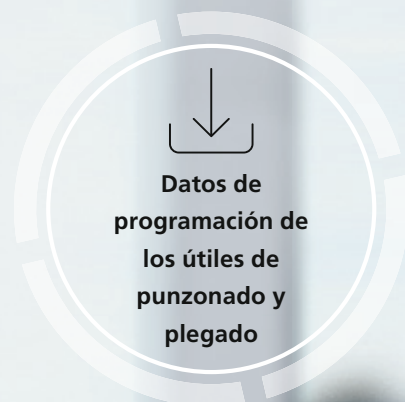 Datos de
programación de
los útiles de
punzonado y
plegado